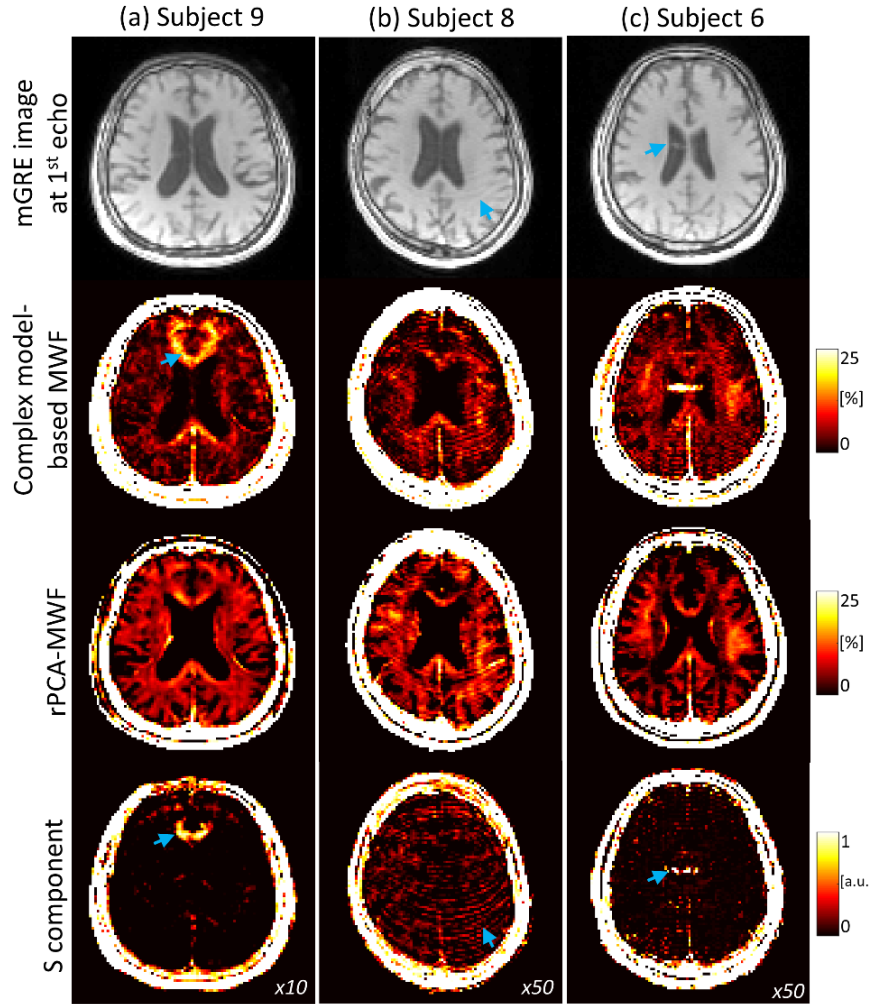 (a) Subject 9
(b) Subject 8
(c) Subject 6
mGRE image
at 1st echo
Complex model-
based MWF
25
[%]
0
rPCA-MWF
25
[%]
0
S component
1
[a.u.
0
x10
x50
x50